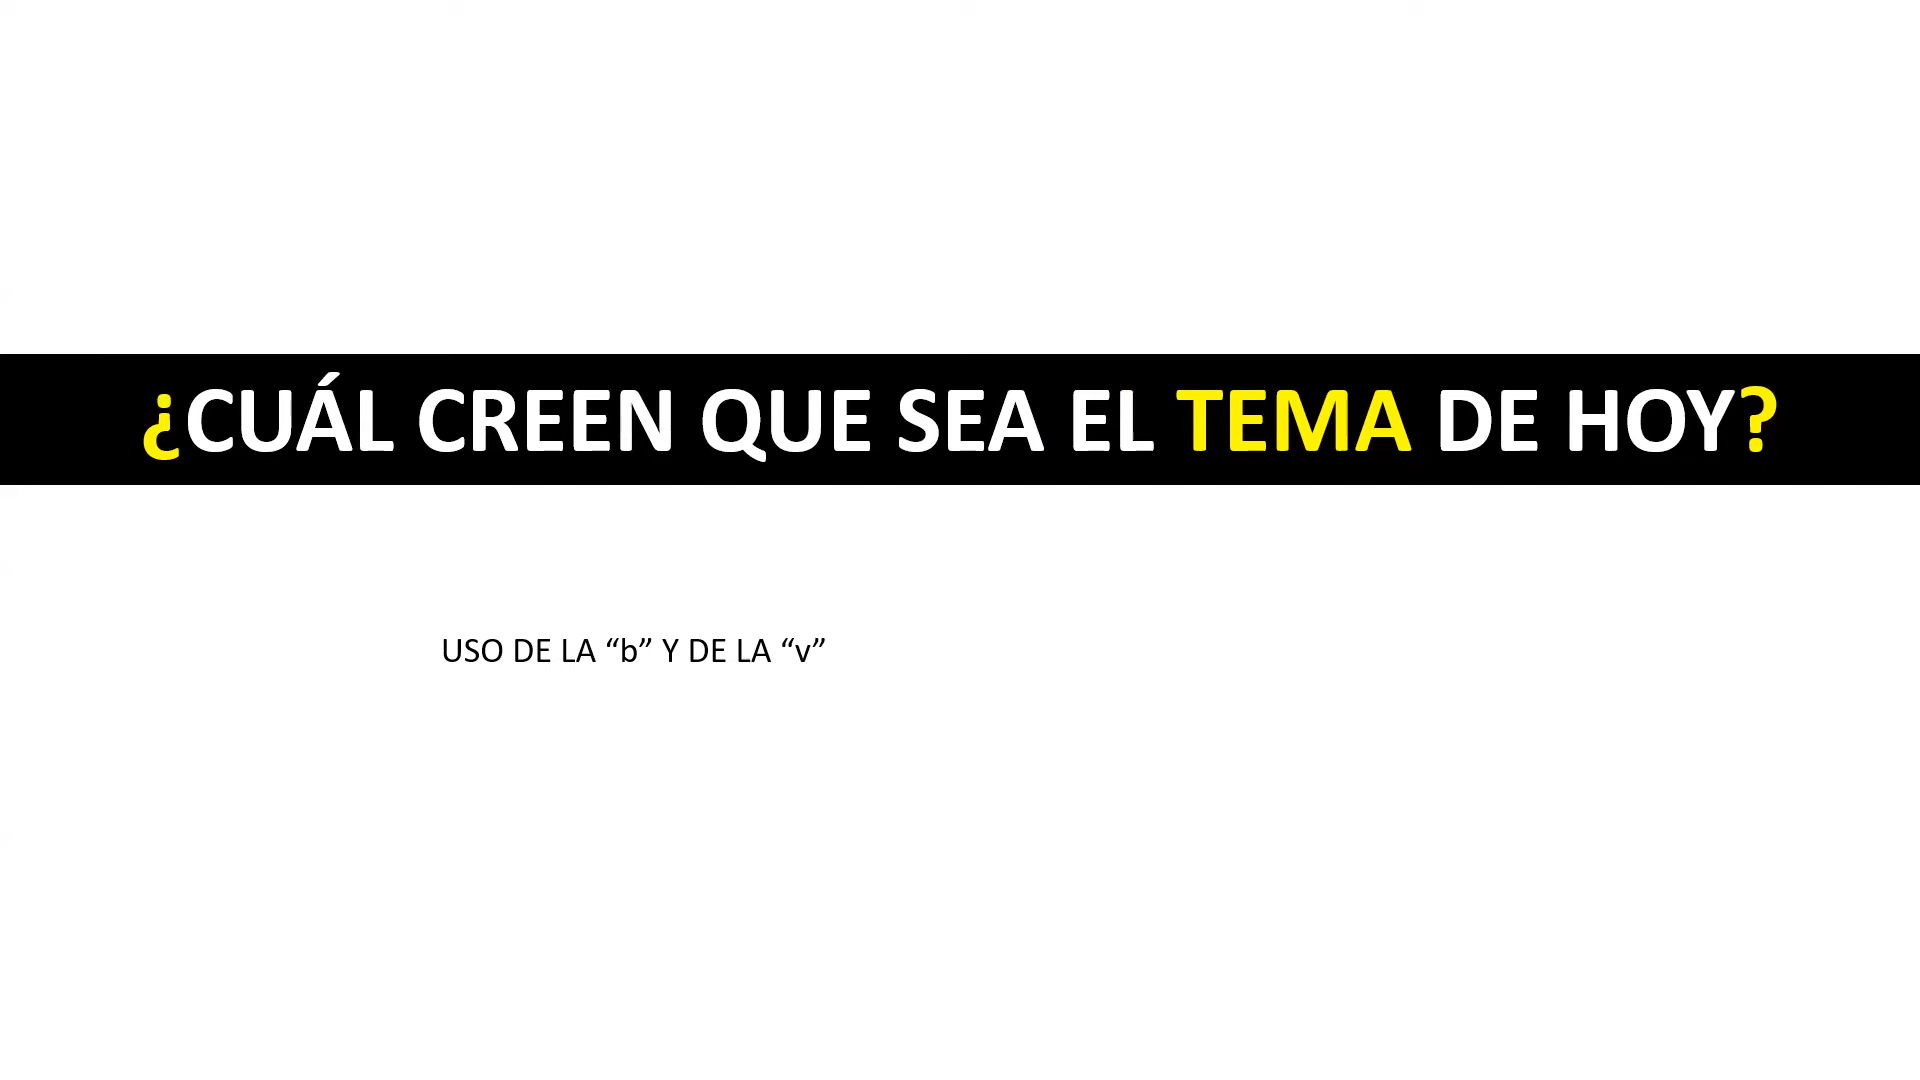 ¿CUÁL CREEN QUE SEA EL TEMA DE HOY?
USO DE LA “b” Y DE LA “v”